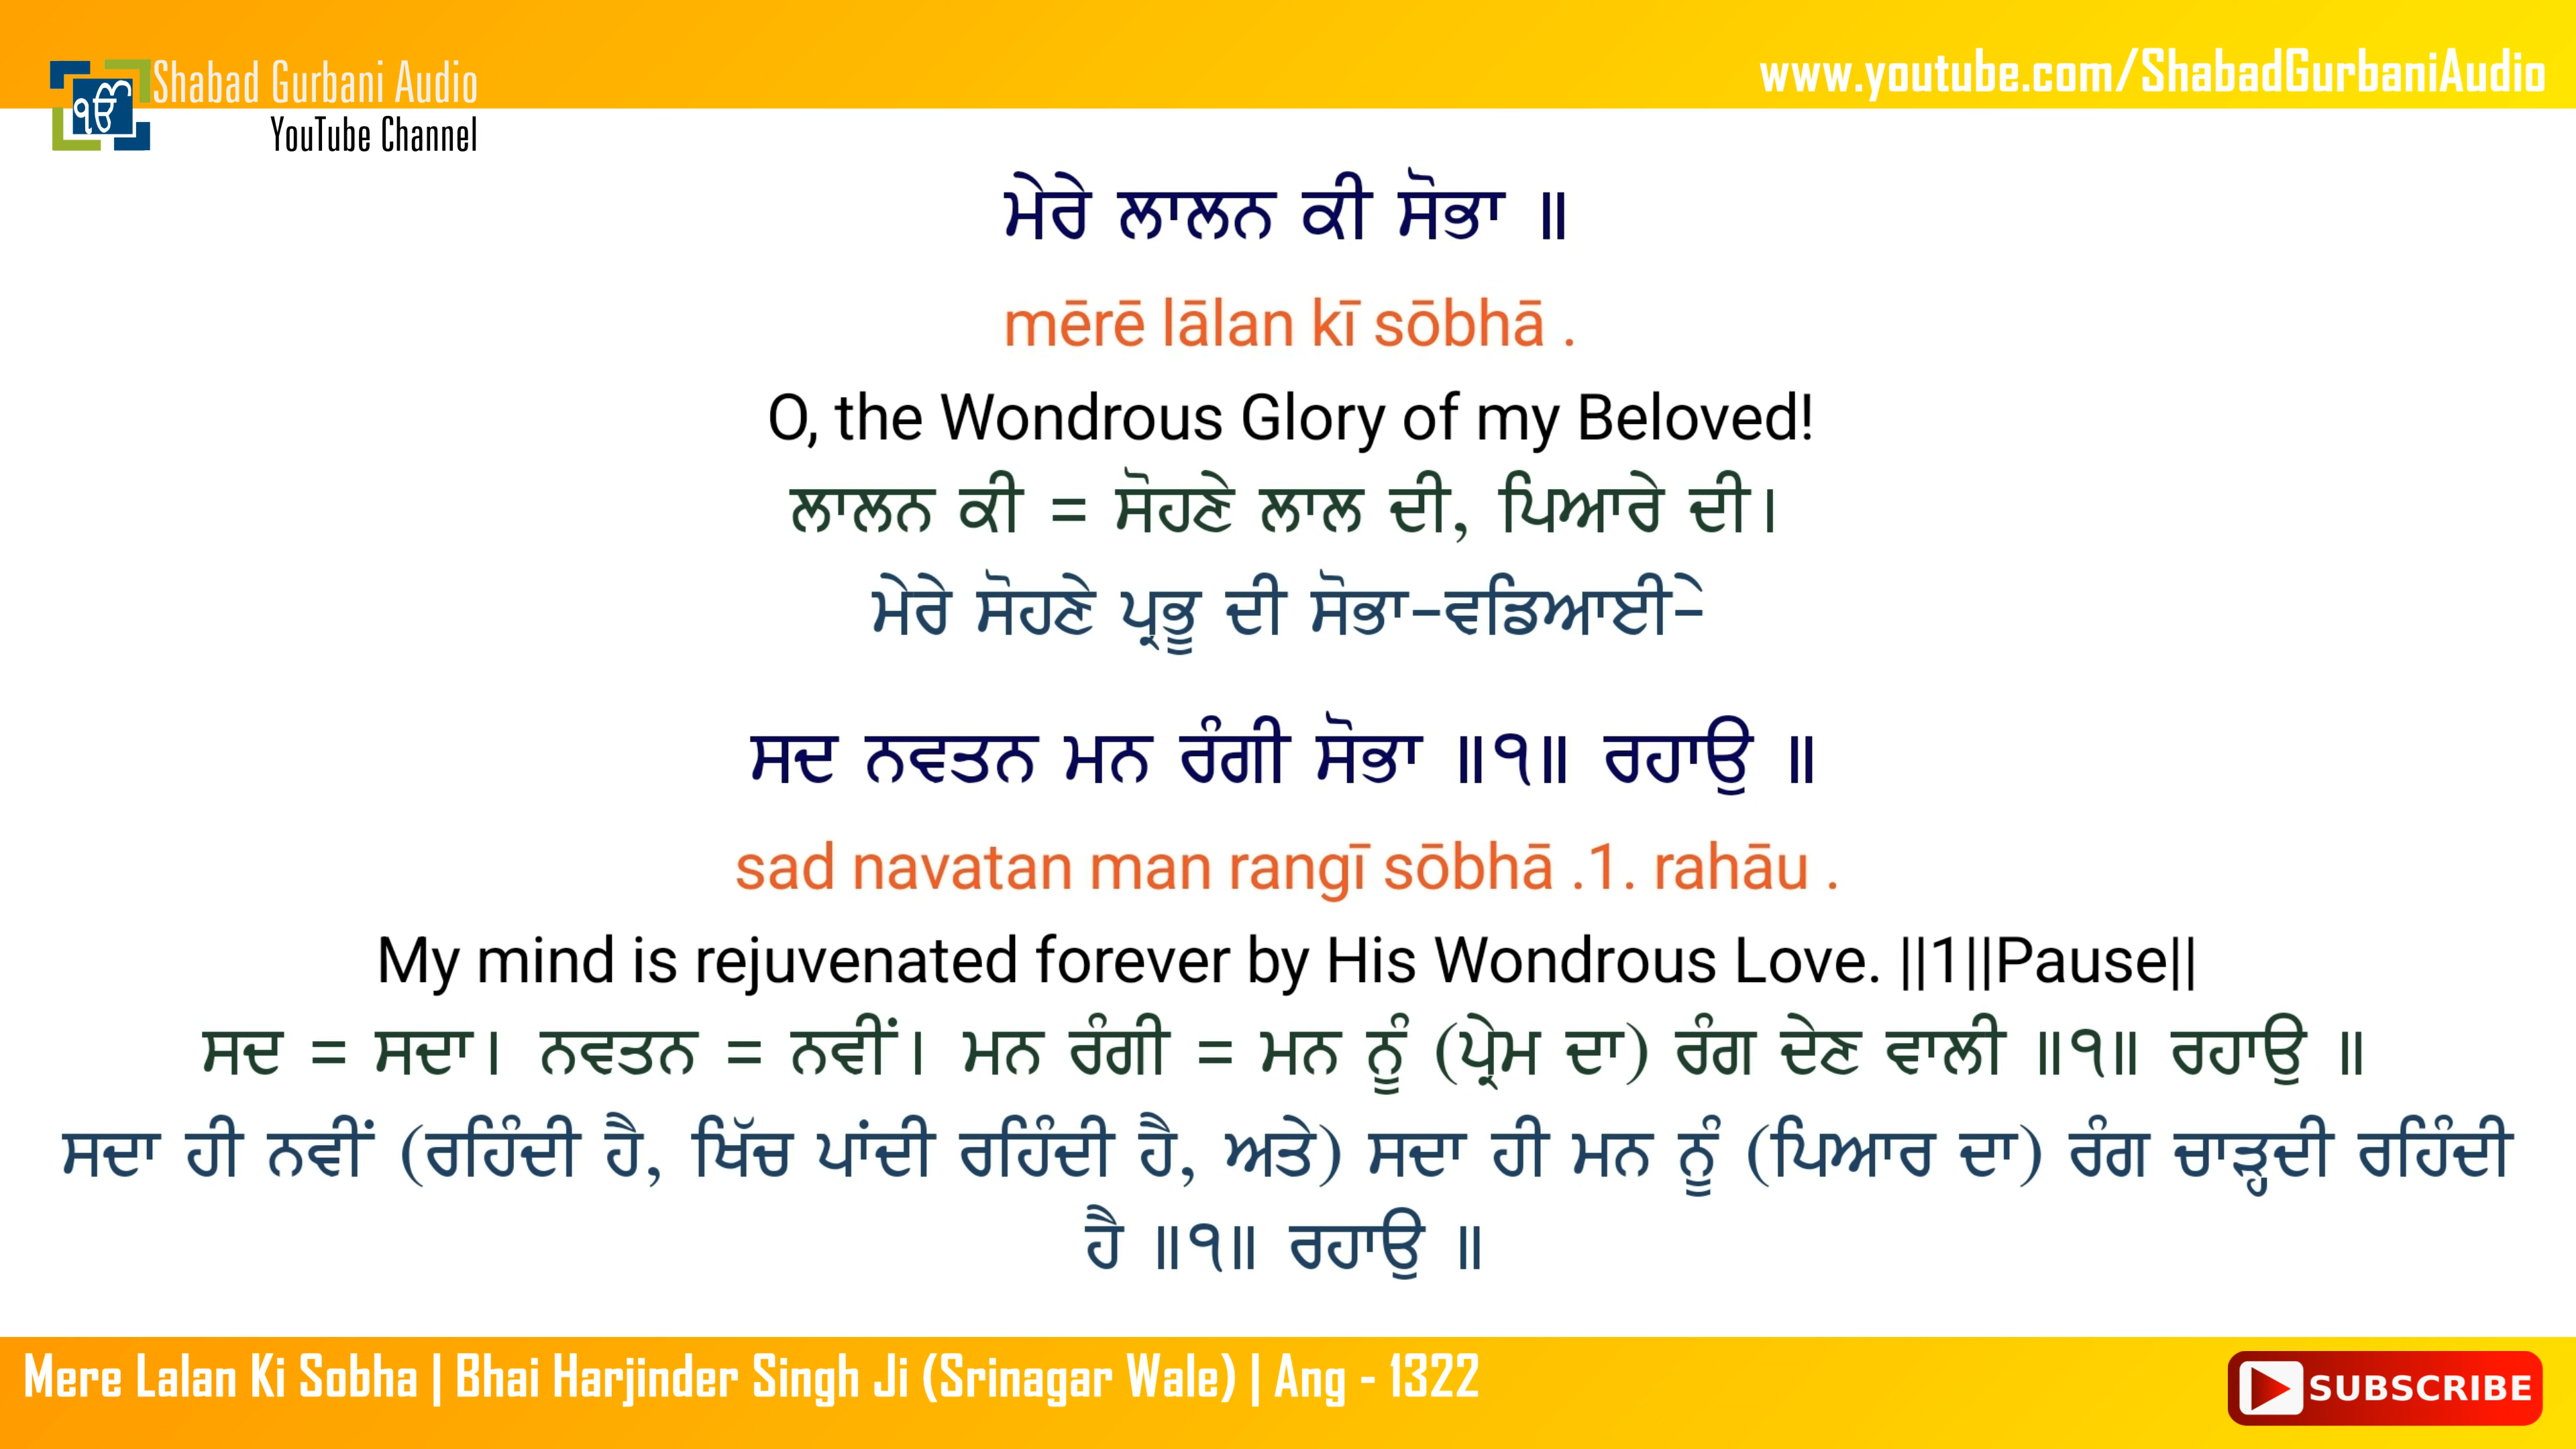 Shabad Gurbani Audio
YouTube Channel
ੴ
www.youtube.com/ShabadGurbaniAudio
ਮੇਰੇ ਲਾਲਨ ਕੀ ਸੋਭਾ ॥
mērē lālan kī sōbhā .
O, the Wondrous Glory of my Beloved!
ਲਾਲਨ ਕੀ = ਸੋਹਣੇ ਲਾਲ ਦੀ, ਪਿਆਰੇ ਦੀ।
ਮੇਰੇ ਸੋਹਣੇ ਪ੍ਰਭੂ ਦੀ ਸੋਭਾ-ਵਡਿਆਈ-ੇ
ਸਦ ਨਵਤਨ ਮਨ ਰੰਗੀ ਸੋਭਾ ॥੧॥ ਰਹਾਉ ॥
sad navatan man rangī sōbhā .1. rahāu .
My mind is rejuvenated forever by His Wondrous Love. ||1||Pause||
ਸਦ = ਸਦਾ। ਨਵਤਨ = ਨਵੀਂ। ਮਨ ਰੰਗੀ = ਮਨ ਨੂੰ (ਪ੍ਰੇਮ ਦਾ) ਰੰਗ ਦੇਣ ਵਾਲੀ ॥੧॥ ਰਹਾਉ ॥
ਸਦਾ ਹੀ ਨਵੀਂ (ਰਹਿੰਦੀ ਹੈ, ਖਿੱਚ ਪਾਂਦੀ ਰਹਿੰਦੀ ਹੈ, ਅਤੇ) ਸਦਾ ਹੀ ਮਨ ਨੂੰ (ਪਿਆਰ ਦਾ) ਰੰਗ ਚਾੜ੍ਹਦੀ ਰਹਿੰਦੀ
ਹੈ ॥੧॥ ਰਹਾਉ ॥
Mere Lalan Ki Sobha | Bhai Harjinder Singh Ji (Srinagar Wale) | Ang - 1322
SUBSCRIBE